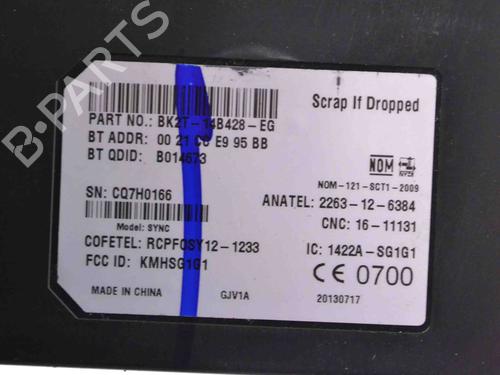 B-PARTS
Scrap If Dropped
PART NO.: BK2T-14B428-EG
BT ADDR: 00 21 CC E9 95 BB
BT QDID: B014673
NOM
NYCE
NOM-121-SCT1-2009
SN: CQ7H0166
ANATEL: 2263-12-6384
Model: SYNC
CNC: 16-11131
COFETEL: RCPFOSY12-1233
IC: 1422A-SG1G1
FCC ID: KMHSG1G1
CE 0700
MADE IN CHINA
GJV1A
20130717